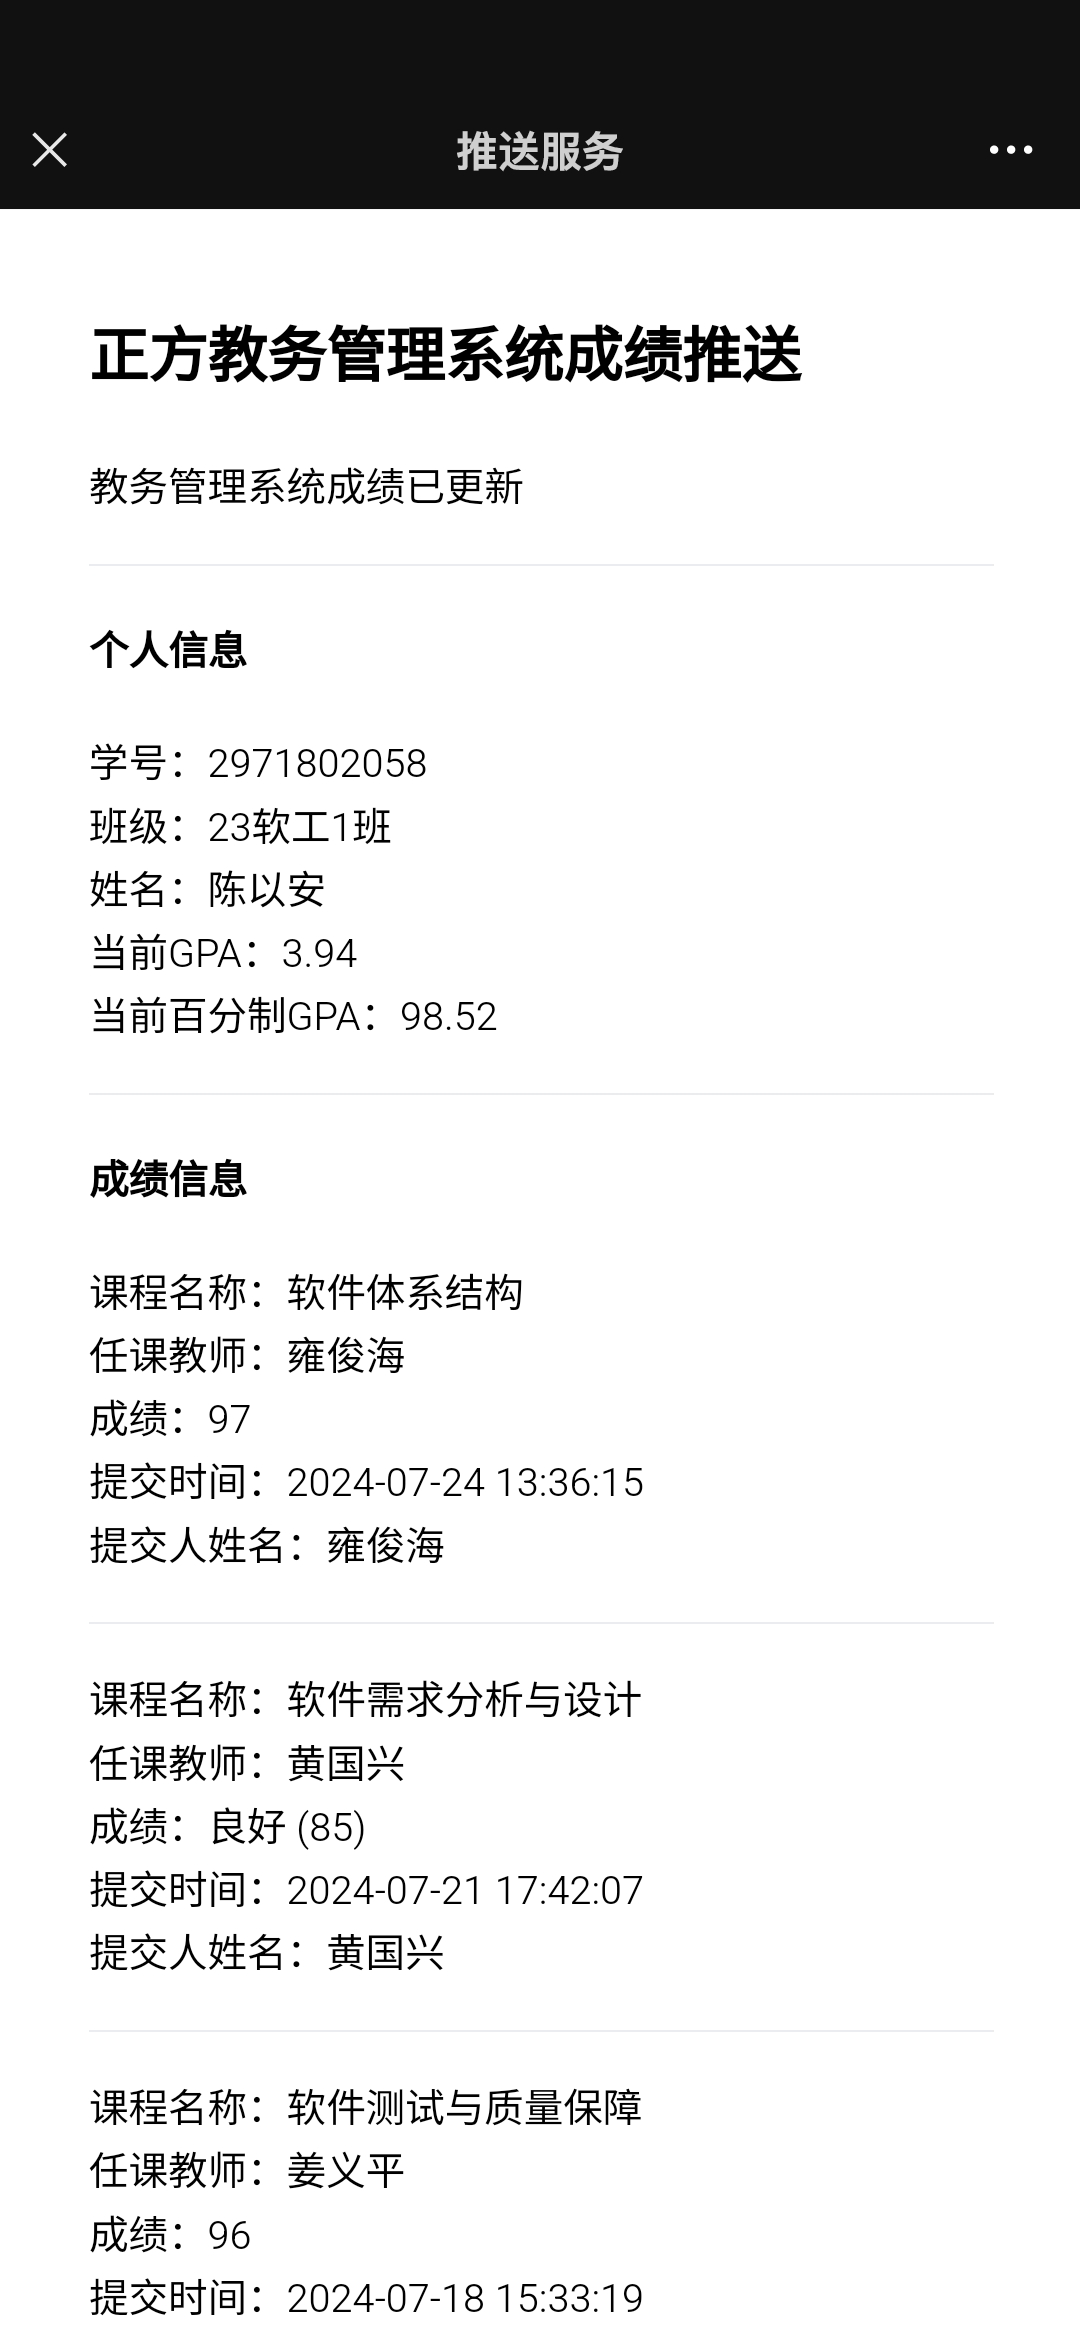 推送服务
正方教务管理系统成绩推送
教务管理系统成绩已更新
个人信息
学号：2971802058
班级：23软工1班
姓名：陈以安
当前GPA：3.94
当前百分制GPA：98.52
成绩信息
课程名称：软件体系结构
任课教师：雍俊海
成绩：97
提交时间：2024-07-24 13:36:15
提交人姓名：雍俊海
课程名称：软件需求分析与设计
任课教师：黄国兴
成绩：良好 (85)
提交时间：2024-07-21 17:42:07
提交人姓名：黄国兴
课程名称：软件测试与质量保障
任课教师：姜义平
成绩：96
提交时间：2024-07-18 15:33:19